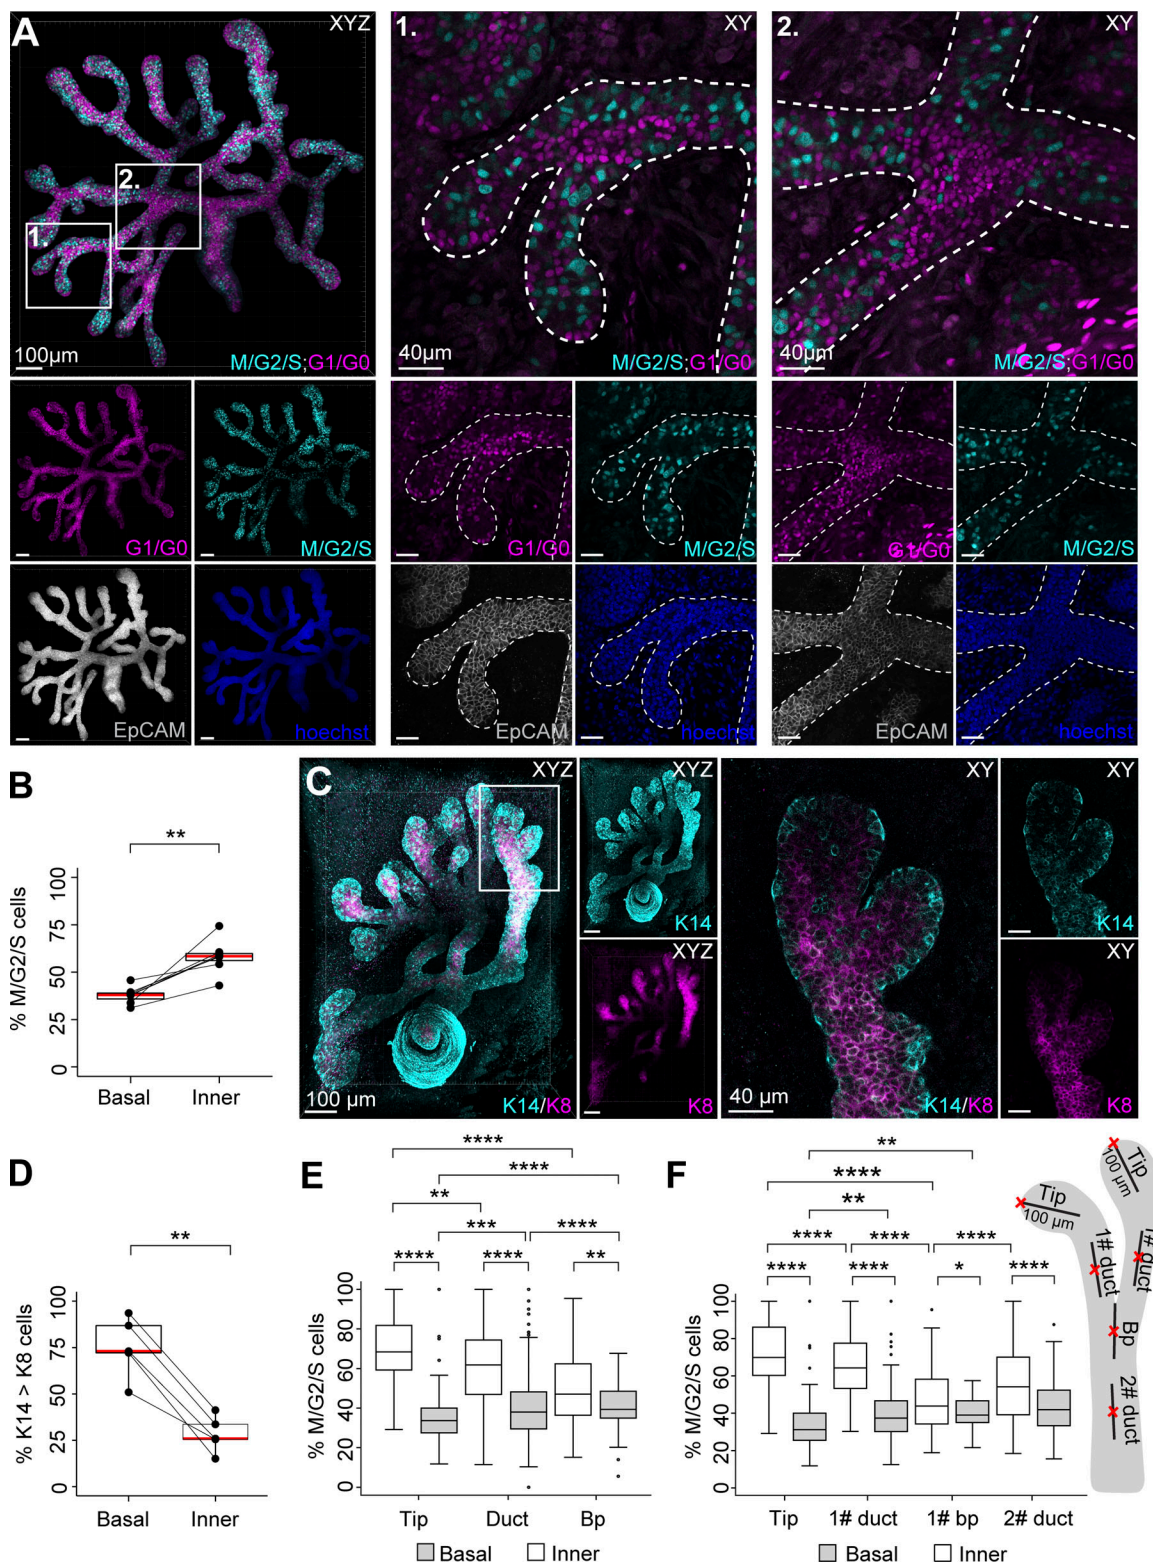 A
XYZ
1.
2.
100µm
M/G2/S;G1/G0
1.
XY
40µm
M/G2/S;G1/G0
2.
XY
40µm
M/G2/S;G1/G0
G1/G0
M/G2/S
G1/G0
M/G2/S
G1/G0
M/G2/S
EpCAM
hoechst
EpCAM
hoechst
EpCAM
hoechst
B
**
% M/G2/S cells
100
75
50
25
0
Basal
Inner
C
XYZ
100 µm
K14/K8
XYZ
K14
XYZ
K8
XY
40 µm
K14/K8
XY
K14
XY
K8
D
**
% K14 > K8 cells
100
75
50
25
0
Basal
Inner
E
****
****
**
***
****
****
****
**
% M/G2/S cells
100
80
60
40
20
0
Tip
Duct
Bp
Basal
Inner
F
**
****
**
****
****
****
****
****
*
****
% M/G2/S cells
100
80
60
40
20
0
Tip
1# duct
1# bp
2# duct
Basal
Inner
Tip
100 µm
Tip
100 µm
1# duct
1# duct
Bp
2# duct